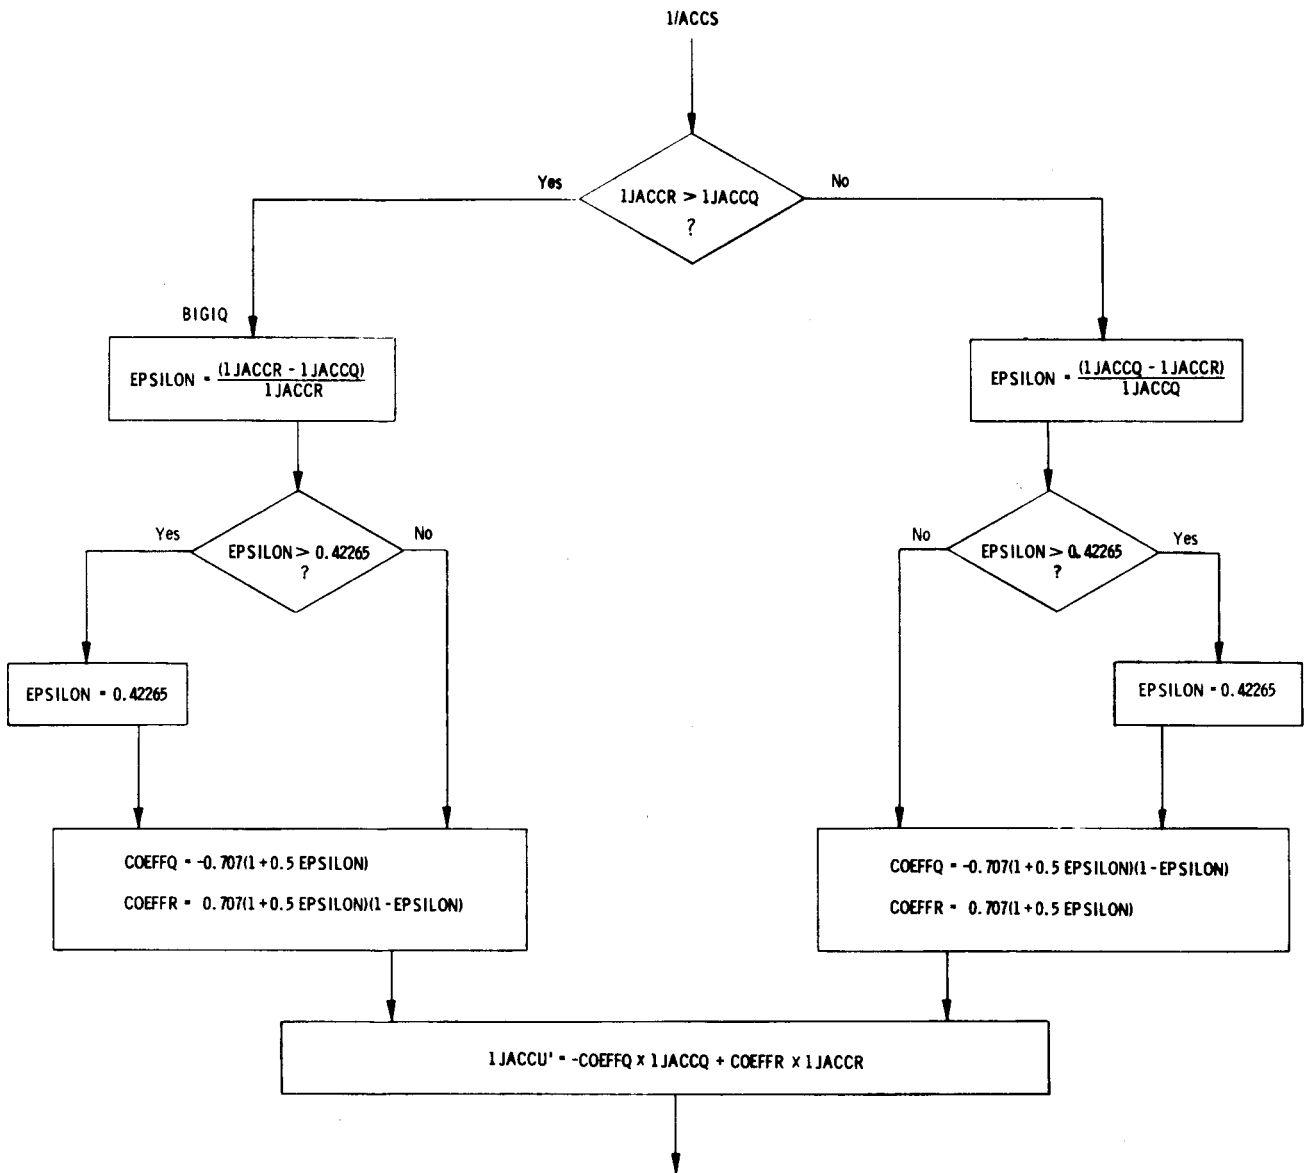 1/ACCS
Yes
1JACCR > 1JACCQ
?
No
BIGIQ
EPSILON = (1JACCR - 1JACCQ)
1JACCR
EPSILON = (1JACCQ - 1JACCR)
1JACCQ
Yes
EPSILON > 0.42265
?
No
No
EPSILON > 0.42265
?
Yes
EPSILON = 0.42265
EPSILON = 0.42265
COEFFQ = -0.707(1+0.5 EPSILON)
COEFFR = 0.707(1+0.5 EPSILON)(1-EPSILON)
COEFFQ = -0.707(1+0.5 EPSILON)(1-EPSILON)
COEFFR = 0.707(1+0.5 EPSILON)
1JACCU' = -COEFFQ X 1JACCQ + COEFFR X 1JACCR